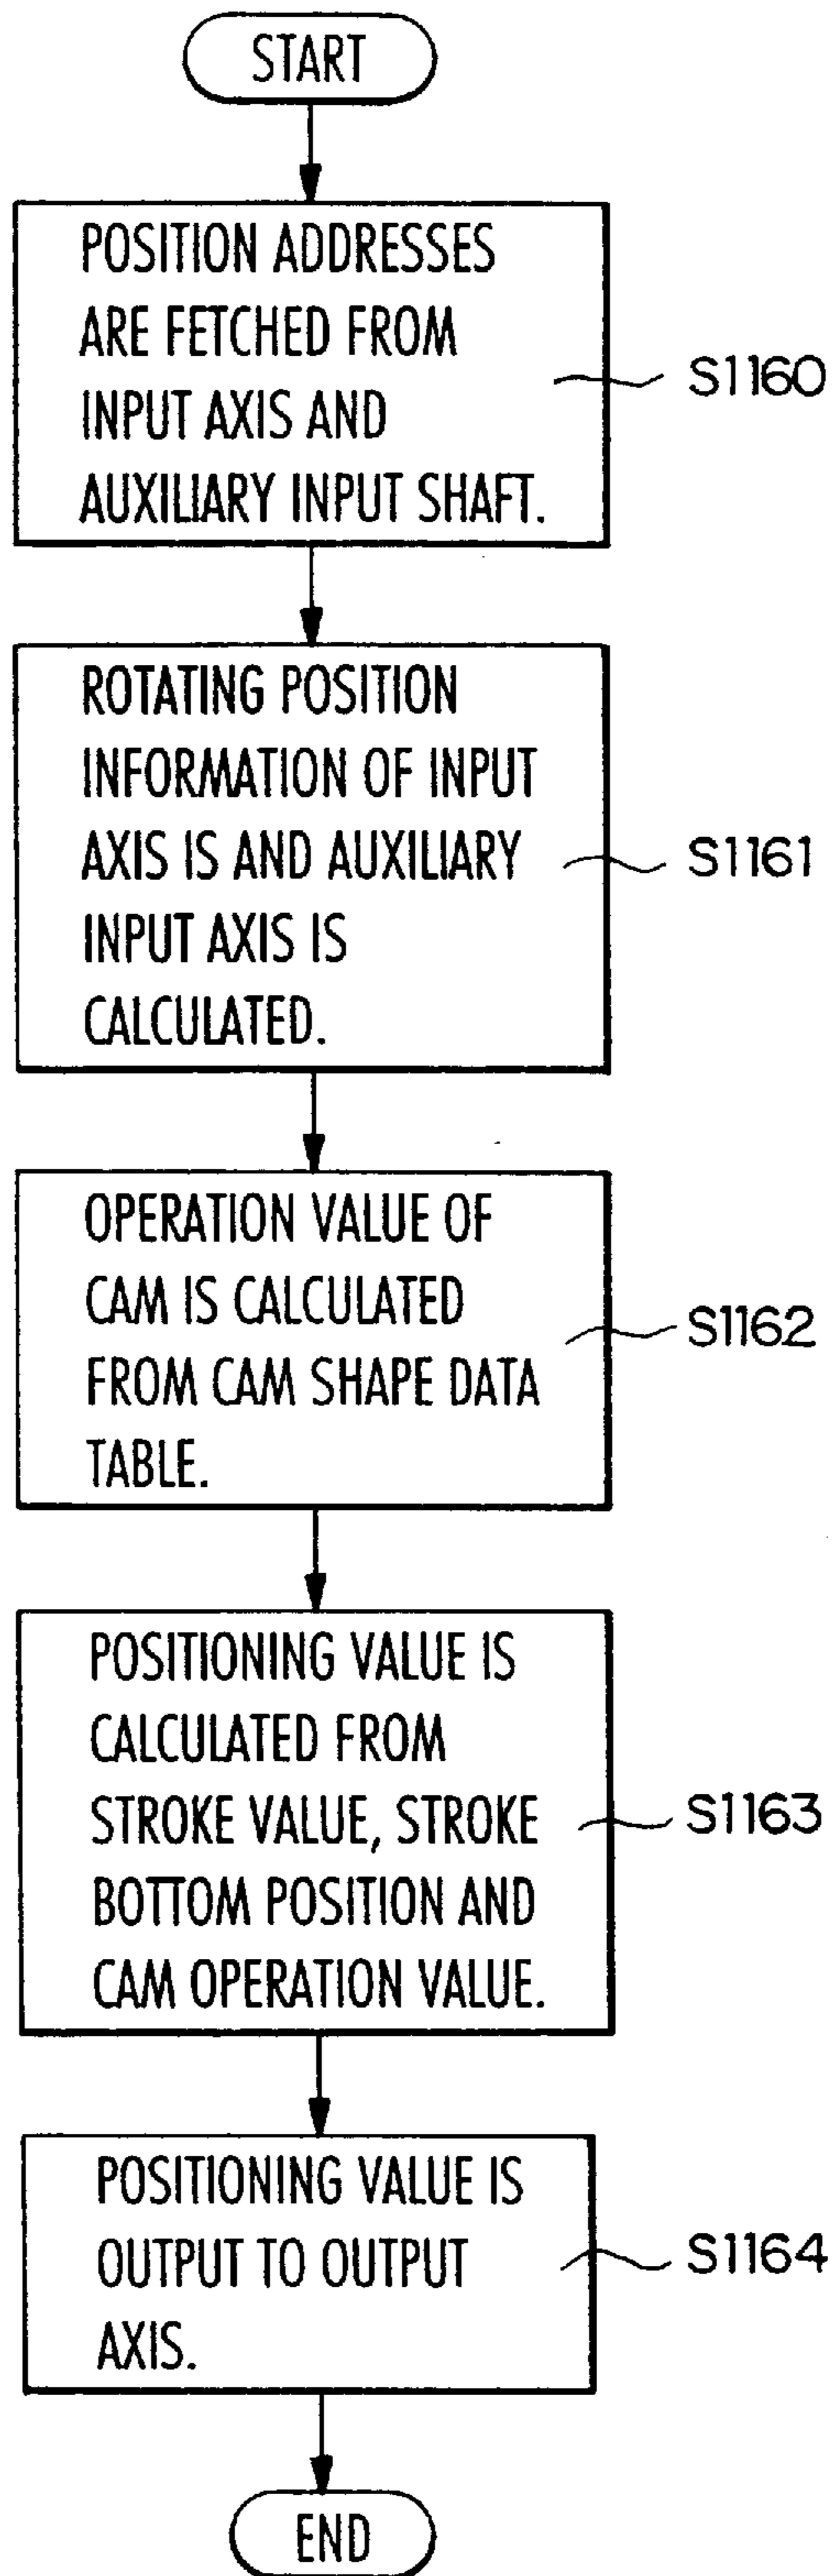 START
POSITION ADDRESSES
ARE FETCHED FROM
INPUT AXIS AND
AUXILIARY INPUT SHAFT.
S1160
ROTATING POSITION
INFORMATION OF INPUT
AXIS IS AND AUXILIARY
INPUT AXIS IS
CALCULATED.
S1161
OPERATION VALUE OF
CAM IS CALCULATED
FROM CAM SHAPE DATA
TABLE.
S1162
POSITIONING VALUE IS
CALCULATED FROM
STROKE VALUE, STROKE
BOTTOM POSITION AND
CAM OPERATION VALUE.
S1163
POSITIONING VALUE IS
OUTPUT TO OUTPUT
AXIS.
S1164
END